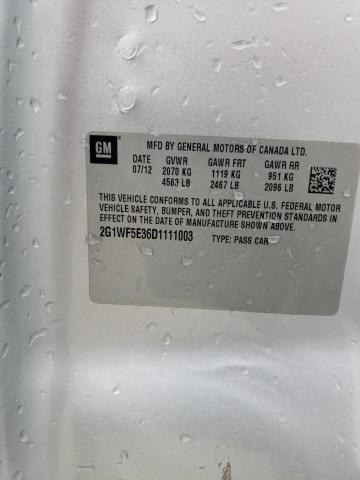 GM
MFD BY GENERAL MOTORS OF CANADA LTD.
DATE GVWR GAWR FRT GAWR RR
07/12 2070 KG 1119 KG 951 KG
4563 LB 2467 LB 2096 LB
THIS VEHICLE CONFORMS TO ALL APPLICABLE U.S. FEDERAL MOTOR
VEHICLE SAFETY, BUMPER, AND THEFT PREVENTION STANDARDS IN
EFFECT ON THE DATE OF MANUFACTURE SHOWN ABOVE.
2G1WF5E36D1111003 TYPE: PASS CAR